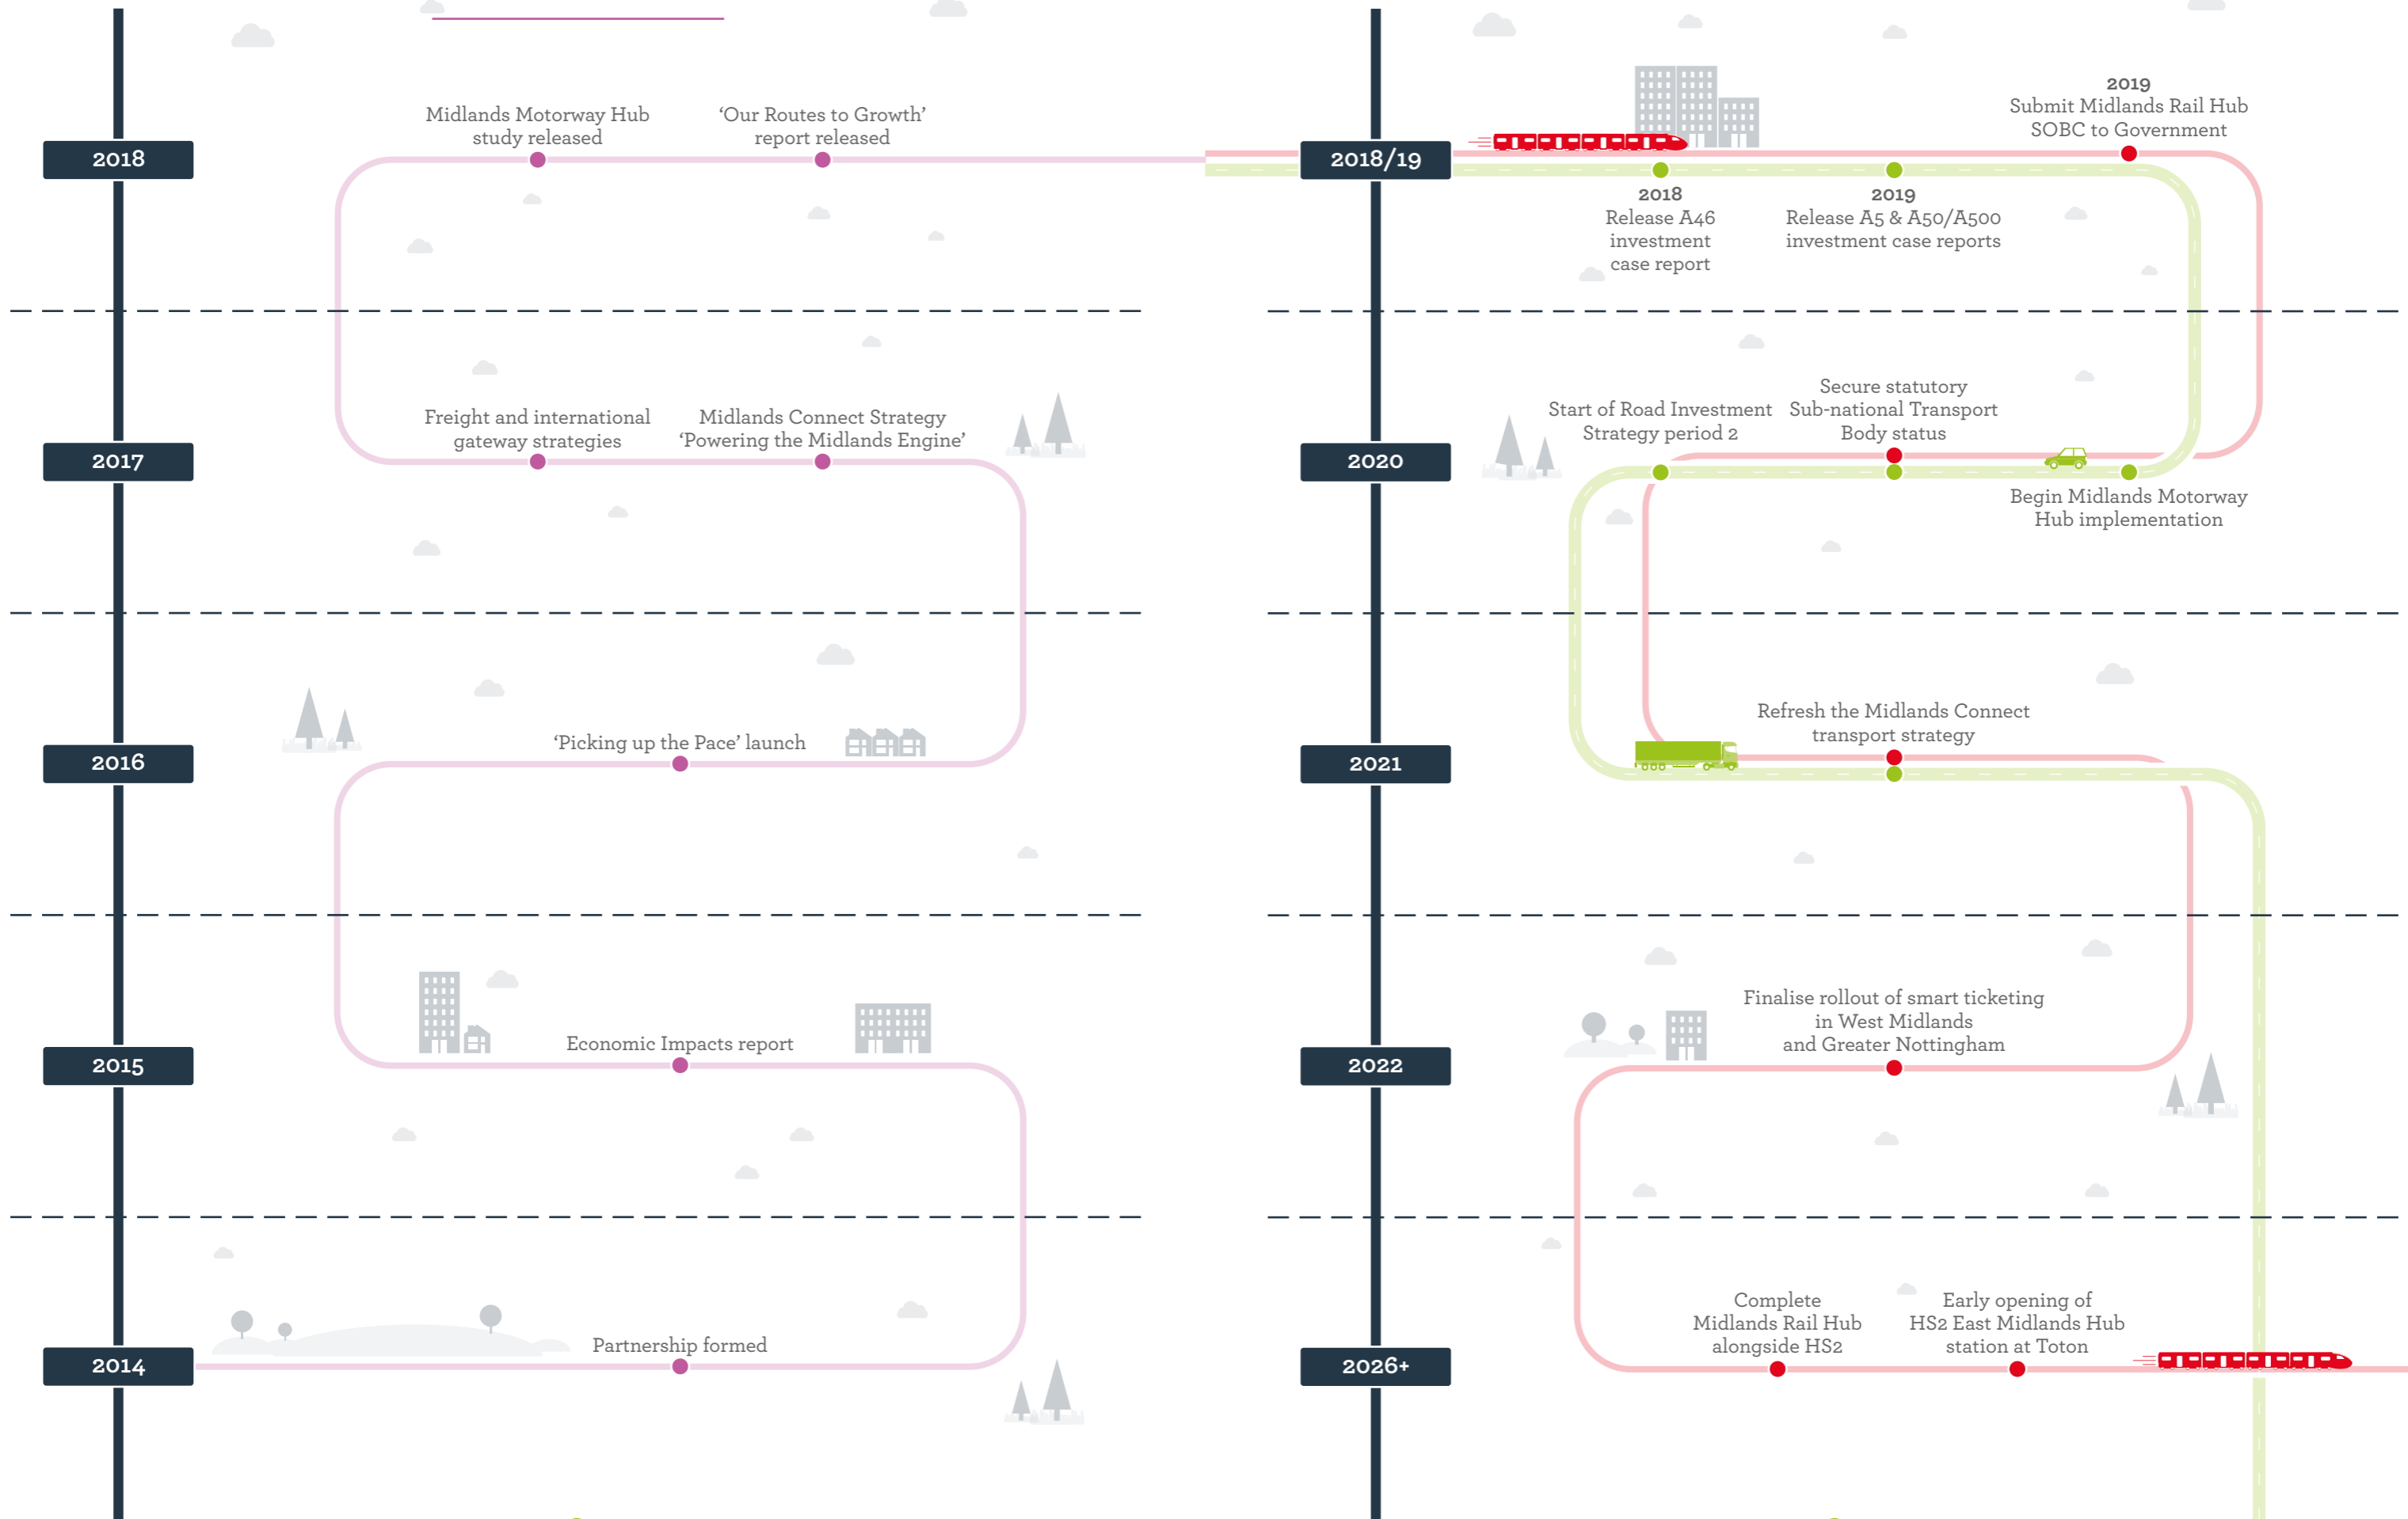 2018
Midlands Motorway Hub
study released
‘Our Routes to Growth’
report released
2017
Freight and international
gateway strategies
Midlands Connect Strategy
‘Powering the Midlands Engine’
2016
‘Picking up the Pace’ launch
2015
Economic Impacts report
2014
Partnership formed
2018/19
2019
Submit Midlands Rail Hub
SOBC to Government
2018
Release A46
investment
case report
2019
Release A5 & A50/A500
investment case reports
2020
Start of Road Investment
Strategy period 2
Secure statutory
Sub-national Transport
Body status
Begin Midlands Motorway
Hub implementation
2021
Refresh the Midlands Connect
transport strategy
2022
Finalise rollout of smart ticketing
in West Midlands
and Greater Nottingham
2026+
Complete
Midlands Rail Hub
alongside HS2
Early opening of
HS2 East Midlands Hub
station at Toton